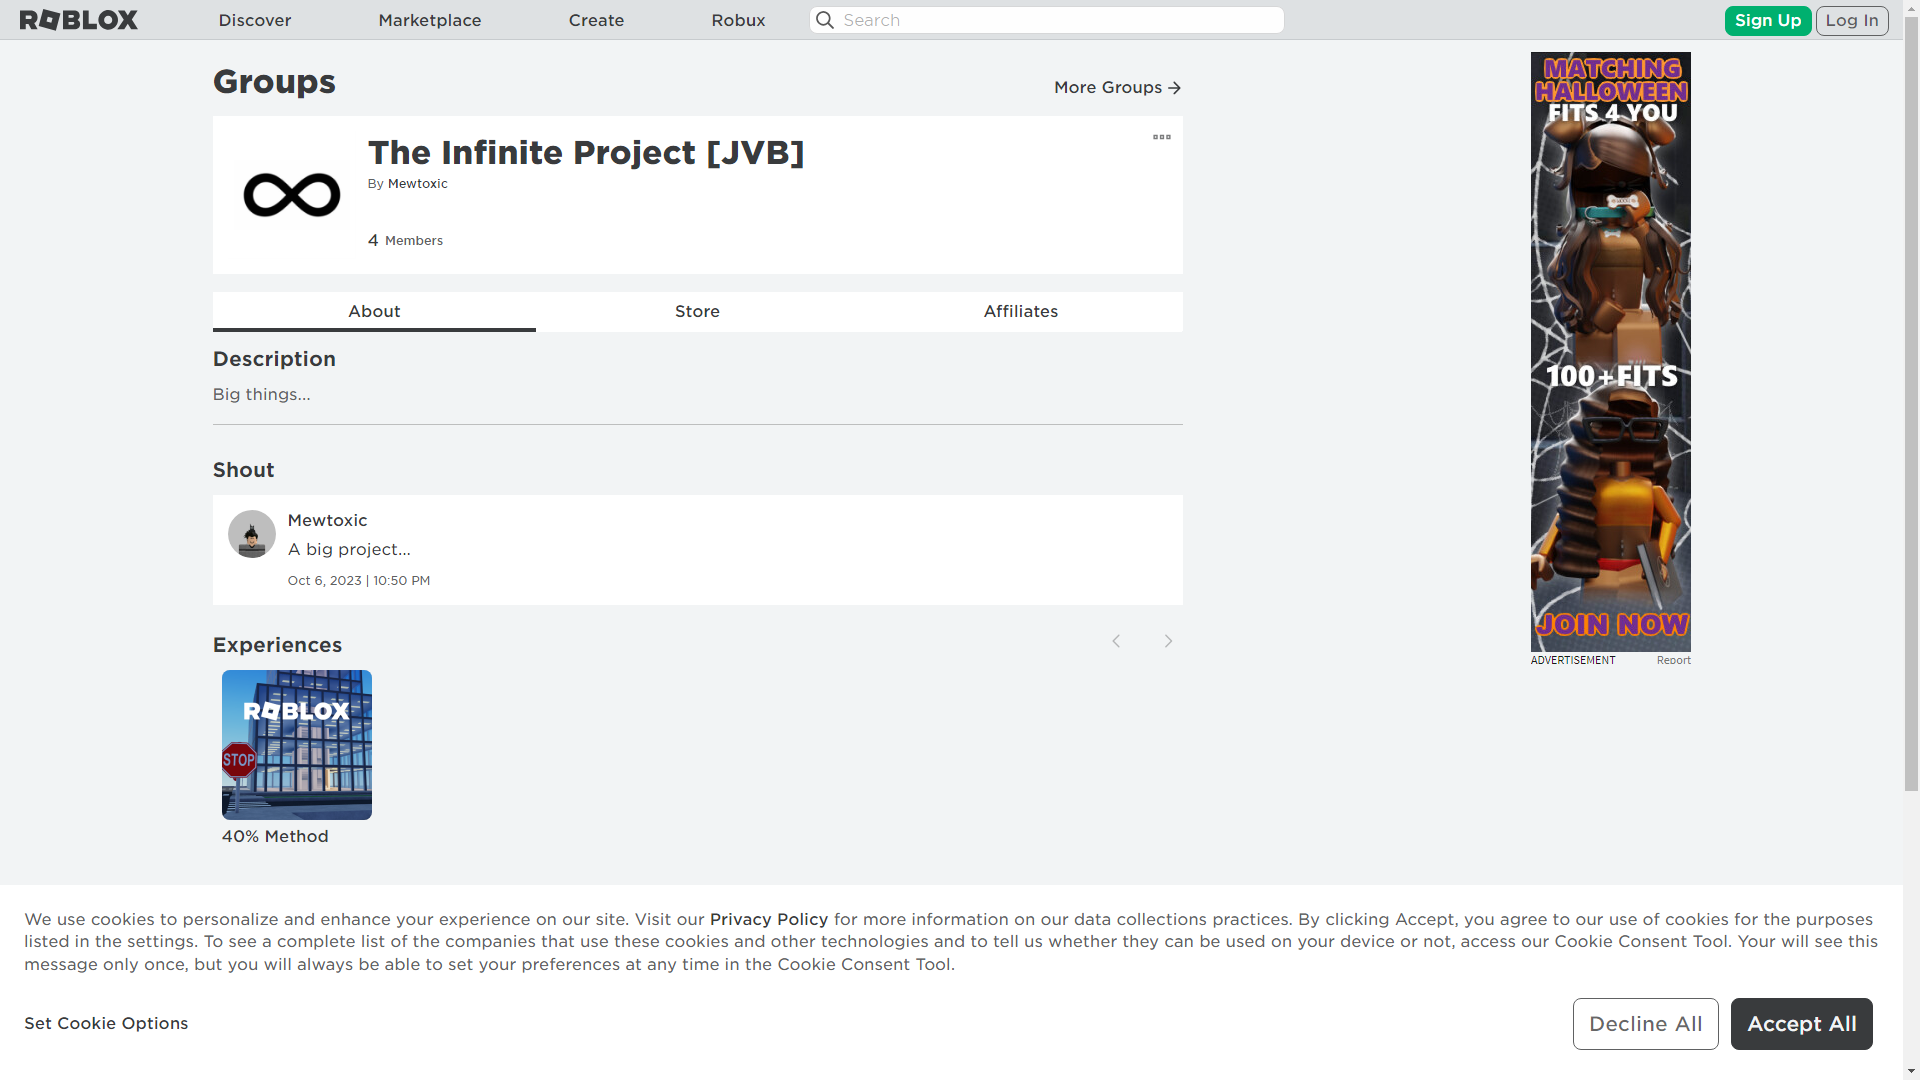 ROBLOX
Discover
Marketplace
Create
Robux
Search
Sign Up
Log In
Groups
More Groups
The Infinite Project [JVB]
By Mewtoxic
4 Members
About
Store
Affiliates
Description
Big things...
Shout
Mewtoxic
A big project...
Oct 6, 2023 | 10:50 PM
Experiences
ROBLOX
STOP
40% Method
MATCHING
HALLOWEEN
FITS 4 YOU
100+FITS
JOIN NOW
ADVERTISEMENT
Report
We use cookies to personalize and enhance your experience on our site. Visit our Privacy Policy for more information on our data collections practices. By clicking Accept, you agree to our use of cookies for the purposes
listed in the settings. To see a complete list of the companies that use these cookies and other technologies and to tell us whether they can be used on your device or not, access our Cookie Consent Tool. Your will see this
message only once, but you will always be able to set your preferences at any time in the Cookie Consent Tool.
Set Cookie Options
Decline All
Accept All